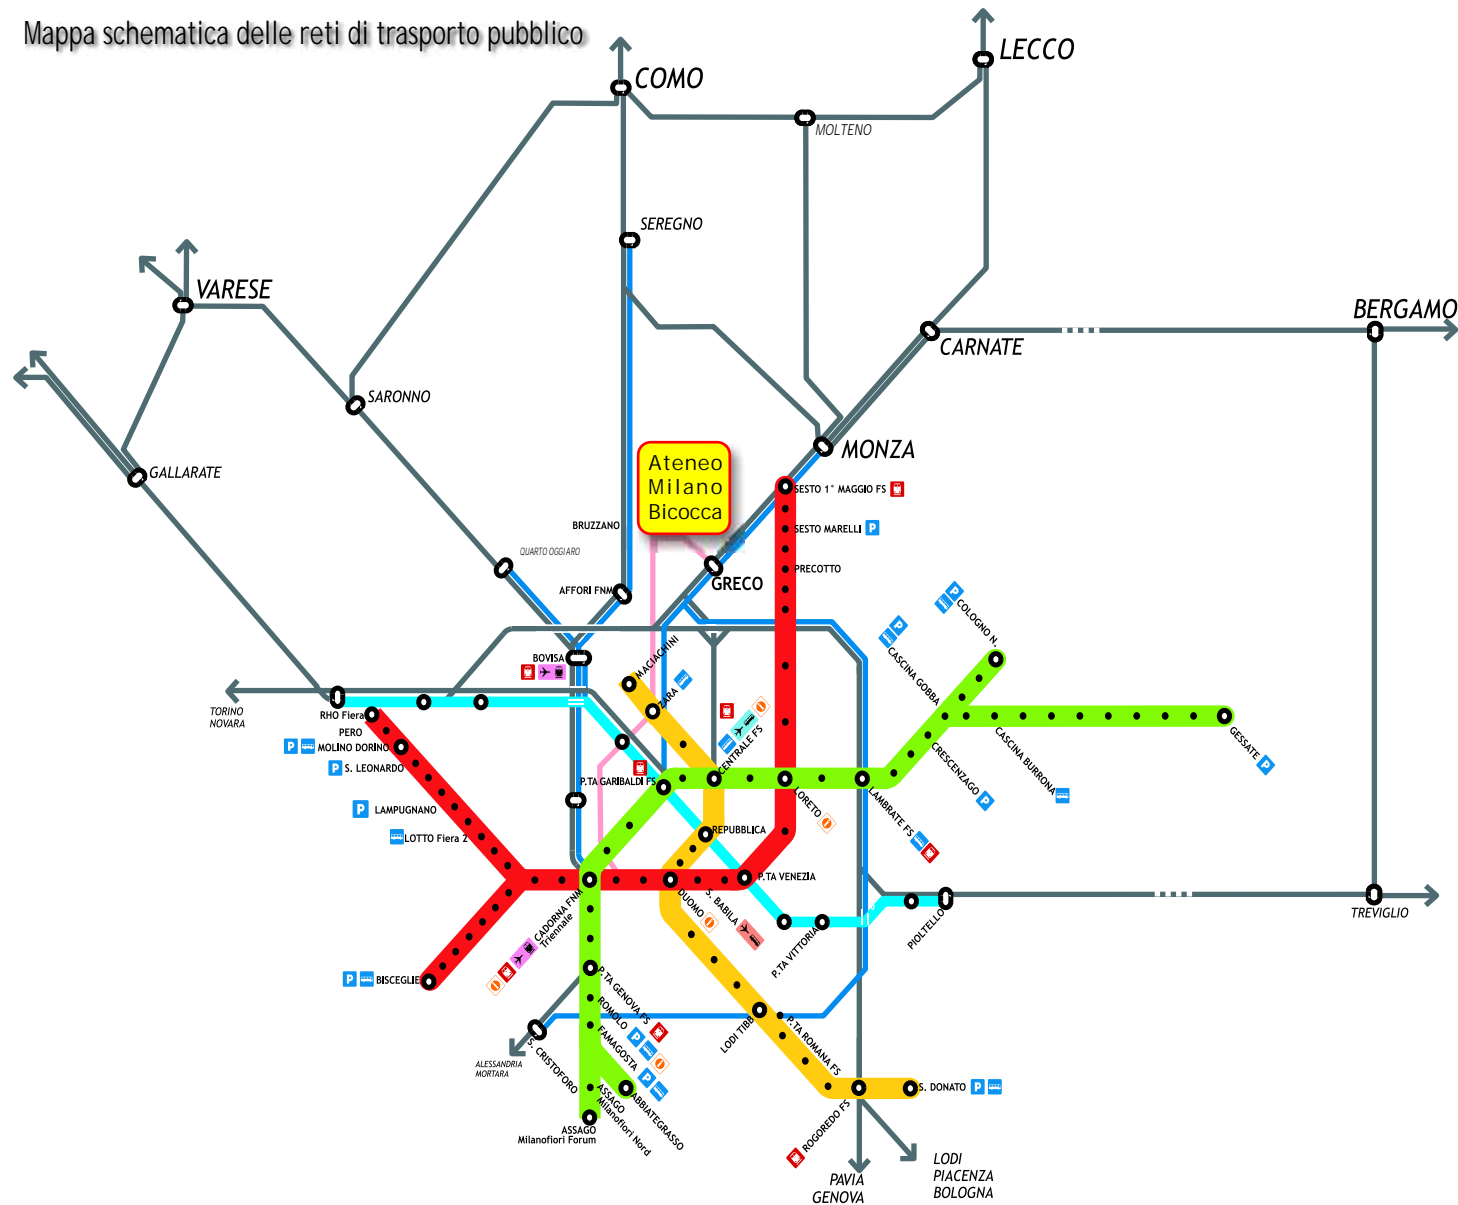 Mappa schematica delle reti di trasporto pubblico
LECCO
COMO
MOLTENO
SEREGNO
VARESE
BERGAMO
CARNATE
SARONNO
MONZA
GALLARATE
Ateneo
Milano
Bicocca
SESTO 1° MAGGIO FS
BRUZZANO
SESTO MARELLI
P
QUARTO OGGIARO
PRECOTTO
GRECO
AFFORI FNM
P
COLOGNO N.
P
CASCINA GOBBA
MACIACHINI
BOVISA
ZARA
TORINO
NOVARA
RHO Fiera
PERO
P
MOLINO DORINO
CENTRALE FS
P
S. LEONARDO
P.TA GARIBALDI FS
CRESCENZAGO
P
CASCINA BURRONA
GESSATE
P
LORETO
LAMBRATE FS
P
LAMPUGNANO
LOTTO Fiera 2
REPUBBLICA
P.TA VENEZIA
CADORNA FNM
Triennale
DUOMO
S. BABILA
P.TA VITTORIA
PIOLTELLO
TREVIGLIO
P
BISCEGLIE
P.TA GENOVA FS
ROMOLO
P
FAMAGOSTA
P
LODI TIBB
P.TA ROMANA FS
S. CRISTOFORO
ALESSANDRIA
MORTARA
ASSAGO
Milanofiori Nord
ABBIATEGRASSO
S. DONATO
P
ASSAGO
Milanofiori Forum
ROGOREDO FS
PAVIA
GENOVA
LODI
PIACENZA
BOLOGNA